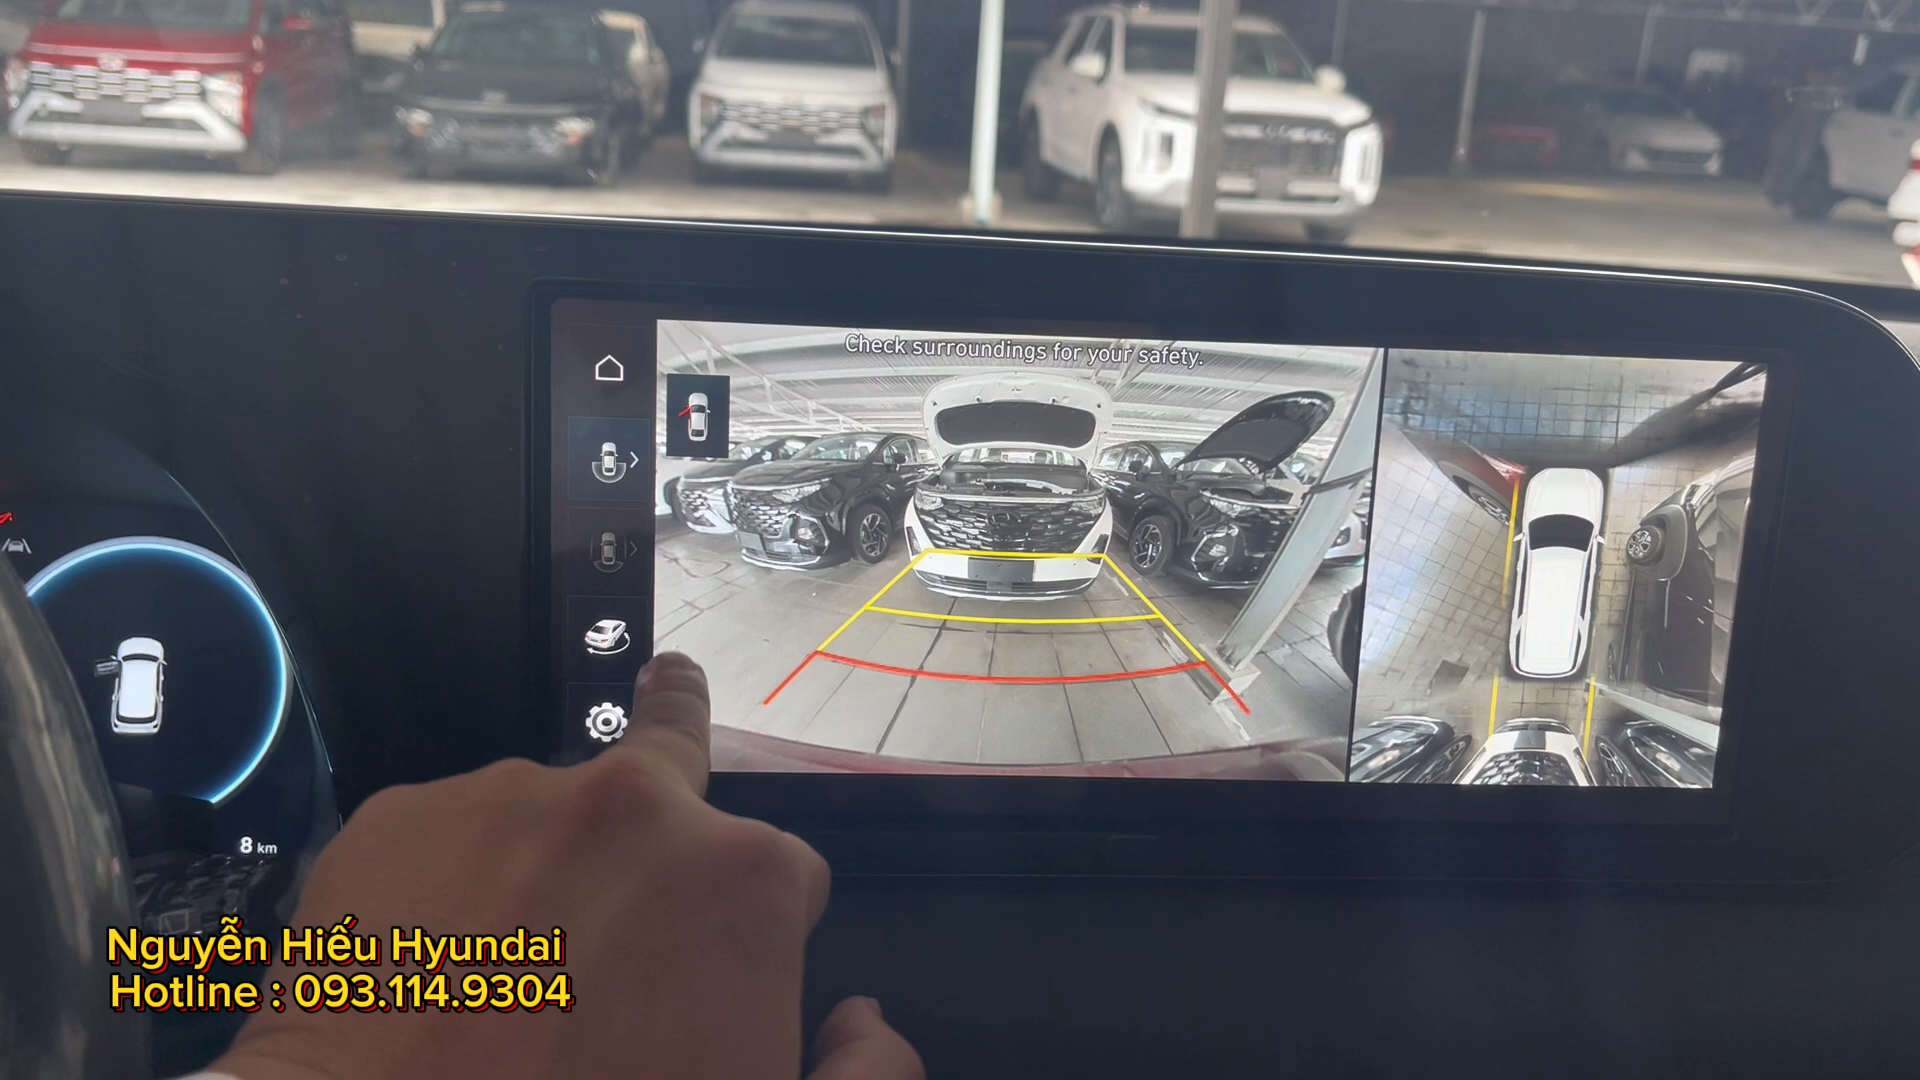 Check surroundings for your safety.
8 km
Nguyễn Hiếu Hyundai
Hotline : 093.114.9304